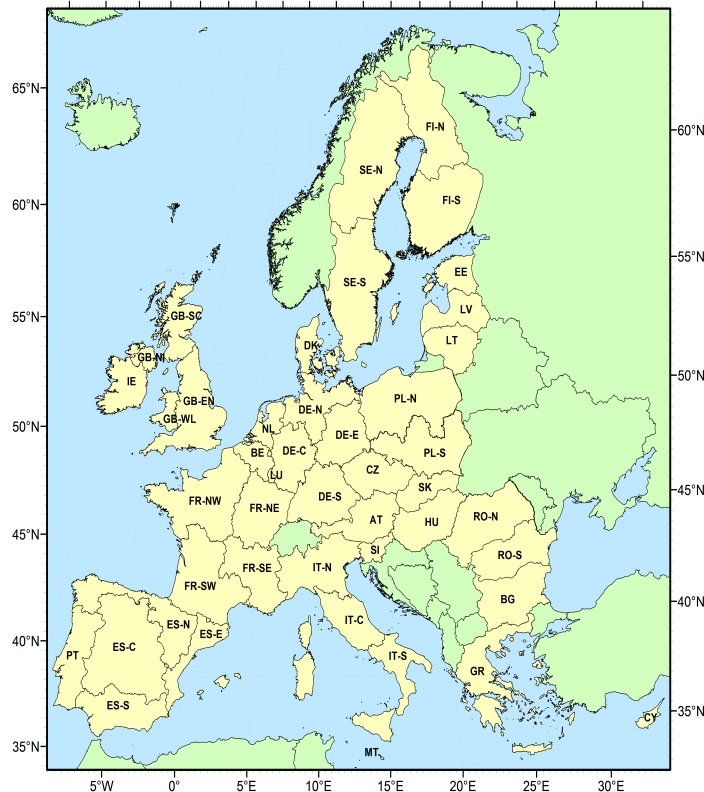 65°N
60°N
FI-N
SE-N
FI-S
60°N
55°N
EE
SE-S
LV
55°N
GB-SC
LT
DK
GB-NI
50°N
IE
PL-N
GB-EN
DE-N
GB-WL
NL
DE-E
50°N
BE
DE-C
PL-S
CZ
LU
SK
45°N
FR-NW
DE-S
FR-NE
AT
HU
RO-N
45°N
SI
RO-S
FR-SE
IT-N
FR-SW
BG
40°N
IT-C
ES-N
ES-E
40°N
ES-C
PT
IT-S
GR
ES-S
35°N
CY
35°N
MT
5°W
0°
5°E
10°E
15°E
20°E
25°E
30°E